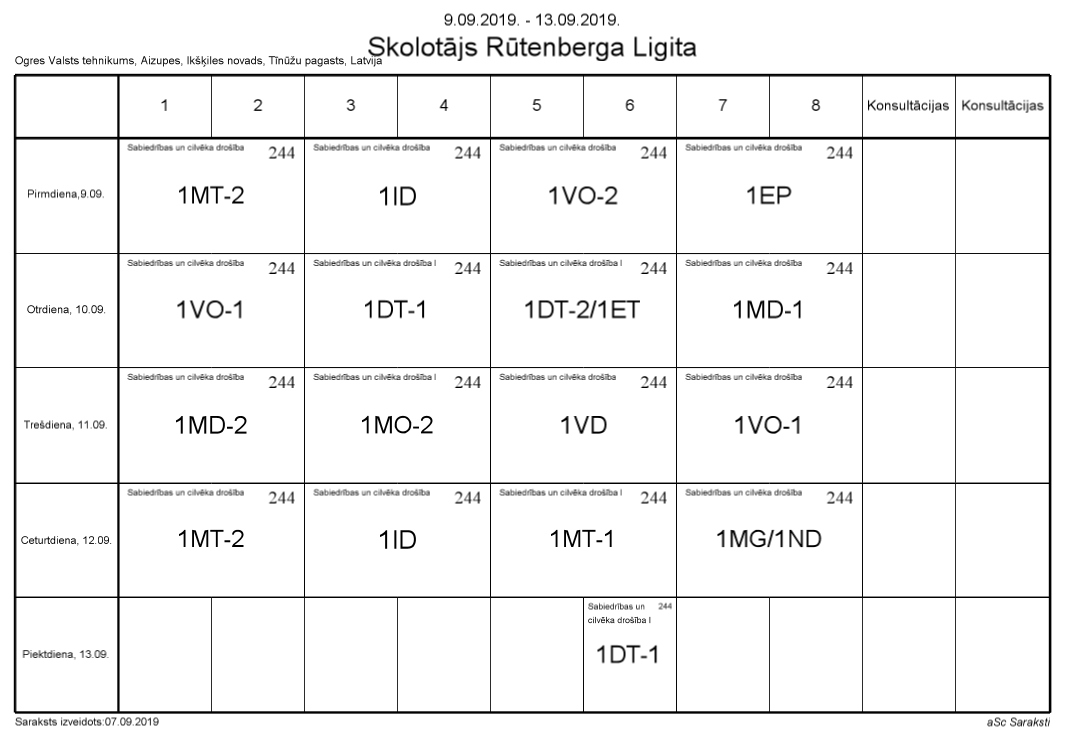 9.09.2019. - 13.09.2019.
Skolotājs Rūtenberga Ligita
Ogres Valsts tehnikums, Aizupes, Ikšķiles novads, Tīnūžu pagasts, Latvija
1 2 3 4 5 6 7 8 Konsultācijas Konsultācijas
Sabiedrības un cilvēka drošība 244 Sabiedrības un cilvēka drošība 244 Sabiedrības un cilvēka drošība 244 Sabiedrības un cilvēka drošība 244
Pirmdiena,9.09. 1MT-2 1ID 1VO-2 1EP
Sabiedrības un cilvēka drošība 244 Sabiedrības un cilvēka drošība I 244 Sabiedrības un cilvēka drošība I 244 Sabiedrības un cilvēka drošība 244
Otrdiena, 10.09. 1VO-1 1DT-1 1DT-2/1ET 1MD-1
Sabiedrības un cilvēka drošība 244 Sabiedrības un cilvēka drošība I 244 Sabiedrības un cilvēka drošība 244 Sabiedrības un cilvēka drošība 244
Trešdiena, 11.09. 1MD-2 1MO-2 1VD 1VO-1
Sabiedrības un cilvēka drošība 244 Sabiedrības un cilvēka drošība 244 Sabiedrības un cilvēka drošība I 244 Sabiedrības un cilvēka drošība 244
Ceturtdiena, 12.09. 1MT-2 1ID 1MT-1 1MG/1ND
Sabiedrības un 244
cilvēka drošība I
Piektdiena, 13.09. 1DT-1
Saraksts izveidots:07.09.2019 aSc Saraksti